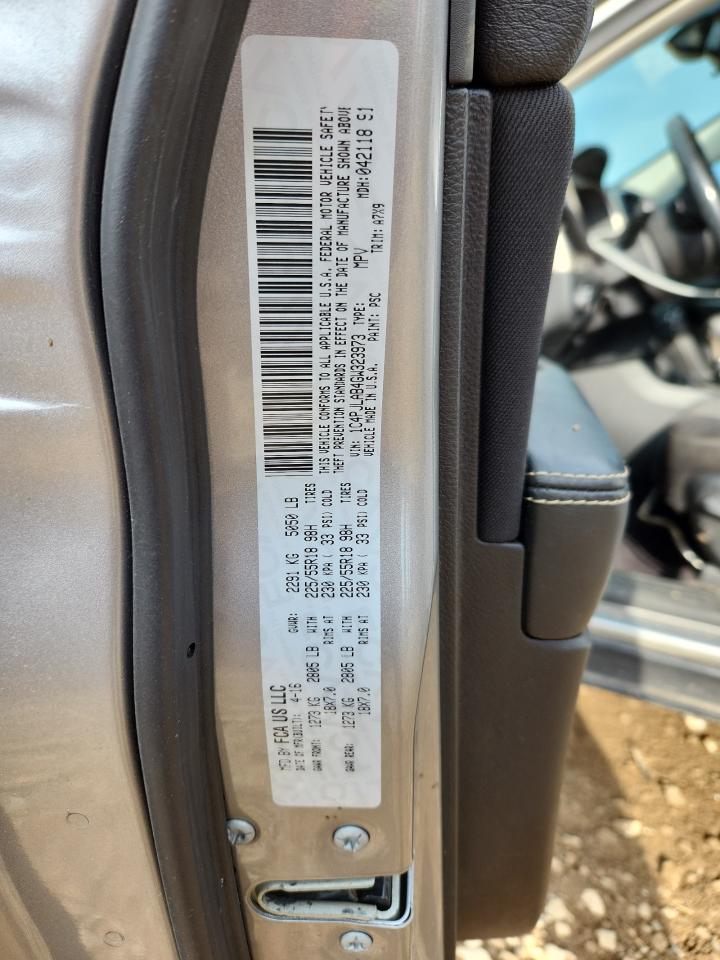 MFD BY FCA US LLC
DATE OF MFR(BUILT): 4-16 GVWR: 2291 KG 5050 LB
GAWR FRONT: 1273 KG 2805 LB WITH 225/55R18 98H TIRES
18X7.0 RIMS AT 230 KPA ( 33 PSI) COLD
GAWR REAR: 1273 KG 2805 LB WITH 225/55R18 98H TIRES
18X7.0 RIMS AT 230 KPA ( 33 PSI) COLD
THIS VEHICLE CONFORMS TO ALL APPLICABLE U.S.A. FEDERAL MOTOR VEHICLE SAFETY
THEFT PREVENTION STANDARDS IN EFFECT ON THE DATE OF MANUFACTURE SHOWN ABOVE
VIN: 1C4PJLAB4GW323973 TYPE: MPV MDH:042118 91
VEHICLE MADE IN U.S.A. PAINT: PSC TRIM: A7X9